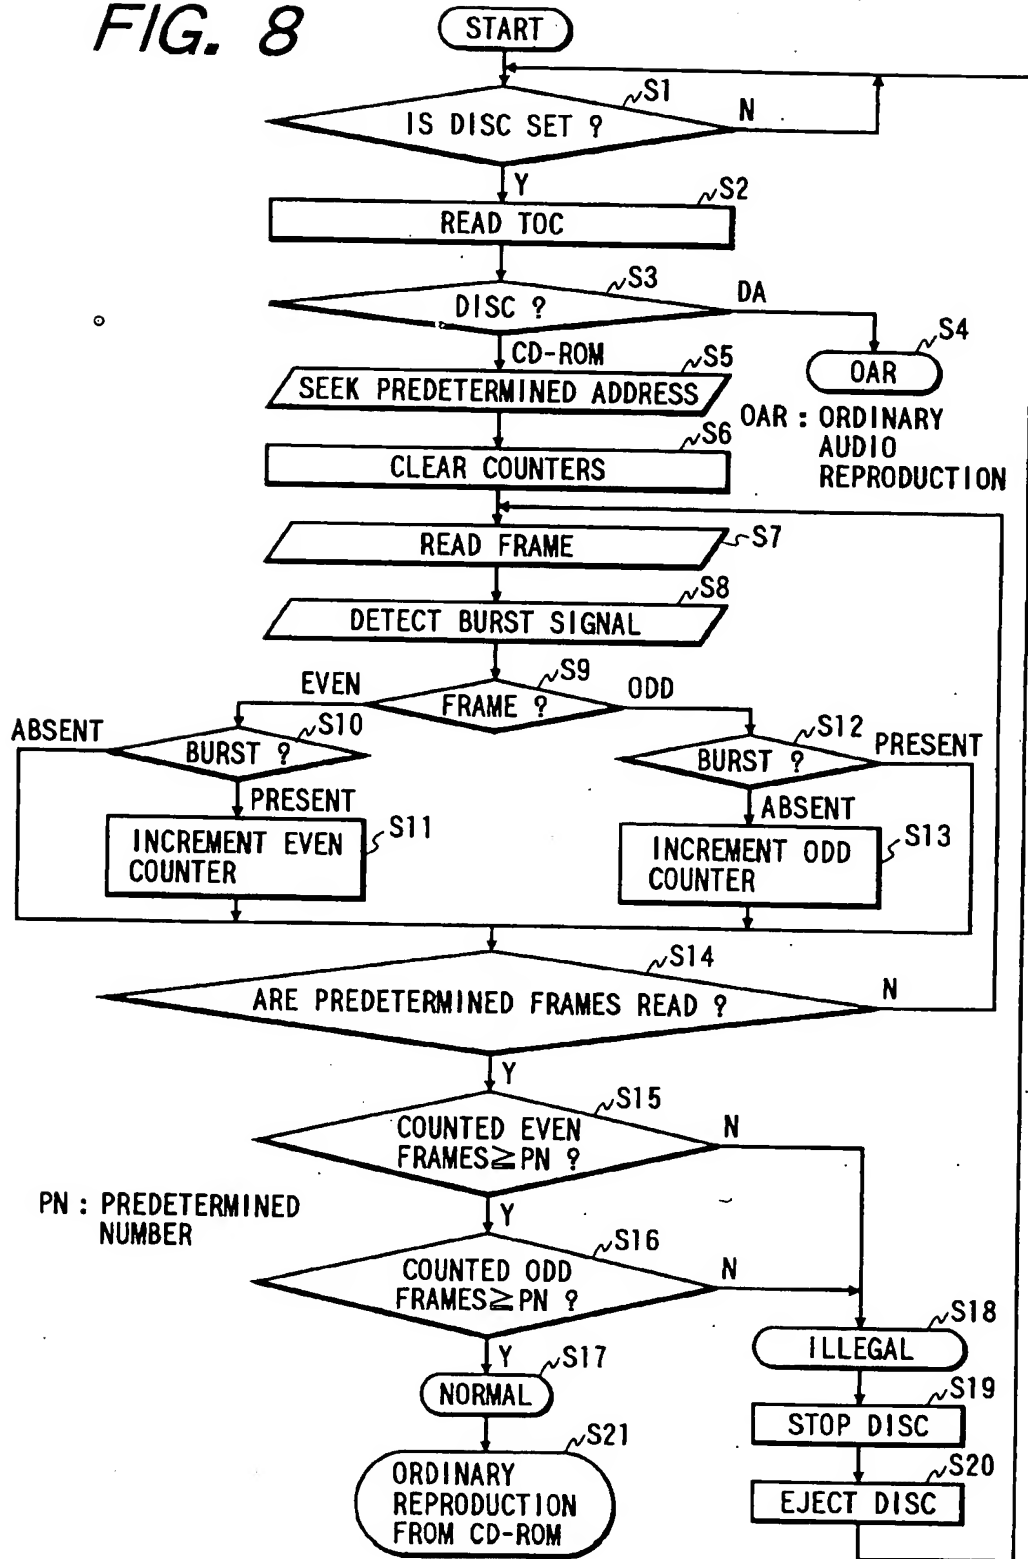 FIG. 8
START
S1
IS DISC SET ?
N
Y
S2
READ TOC
S3
DISC ?
DA
S4
OAR
CD-ROM
S5
SEEK PREDETERMINED ADDRESS
OAR : ORDINARY
AUDIO
REPRODUCTION
S6
CLEAR COUNTERS
READ FRAME
S7
S8
DETECT BURST SIGNAL
S9
EVEN
FRAME ?
ODD
ABSENT
S10
BURST ?
S12
BURST ?
PRESENT
PRESENT
ABSENT
S11
INCREMENT EVEN
COUNTER
S13
INCREMENT ODD
COUNTER
S14
ARE PREDETERMINED FRAMES READ ?
N
Y
S15
COUNTED EVEN
FRAMES≧PN ?
N
PN : PREDETERMINED
NUMBER
Y
S16
COUNTED ODD
FRAMES≧PN ?
N
S18
ILLEGAL
Y
S17
NORMAL
S19
STOP DISC
S21
ORDINARY
REPRODUCTION
FROM CD-ROM
S20
EJECT DISC